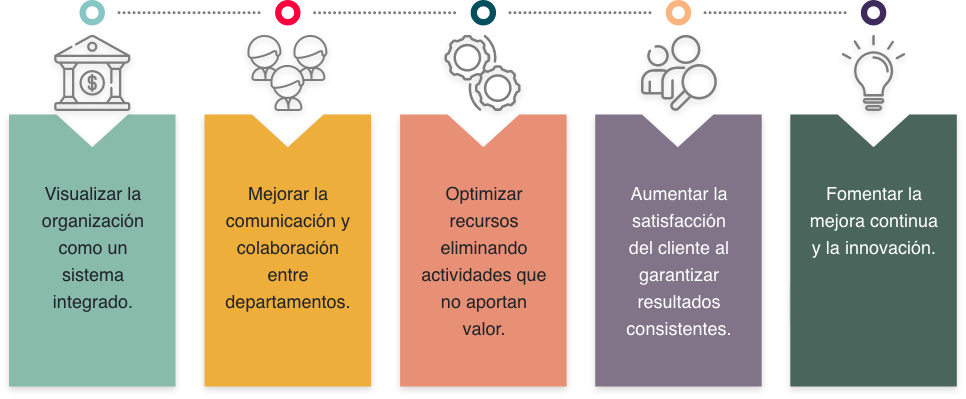 Visualizar la
organización
como un
sistema
integrado.
Mejorar la
comunicación y
colaboración
entre
departamentos.
Optimizar
recursos
eliminando
actividades que
no aportan
valor.
Aumentar la
satisfacción
del cliente al
garantizar
resultados
consistentes.
Fomentar la
mejora continua
y la innovación.